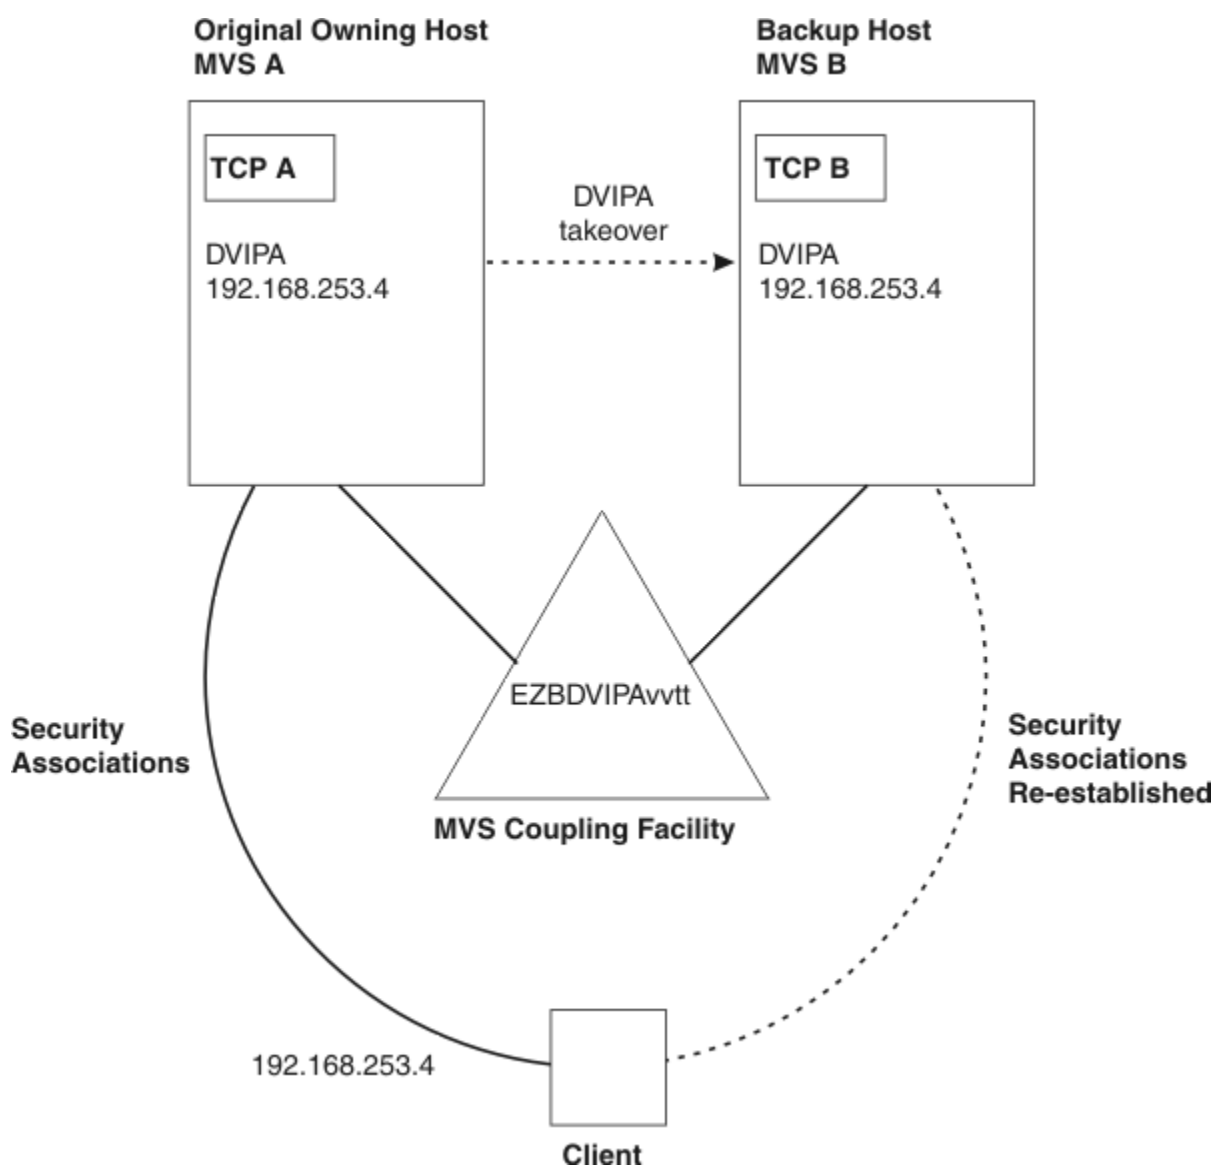 Original Owning Host
MVS A
Backup Host
MVS B
TCP A
TCP B
DVIPA
takeover
DVIPA
192.168.253.4
DVIPA
192.168.253.4
EZBDVIPAvvtt
Security
Associations
Security
Associations
Re-established
MVS Coupling Facility
192.168.253.4
Client